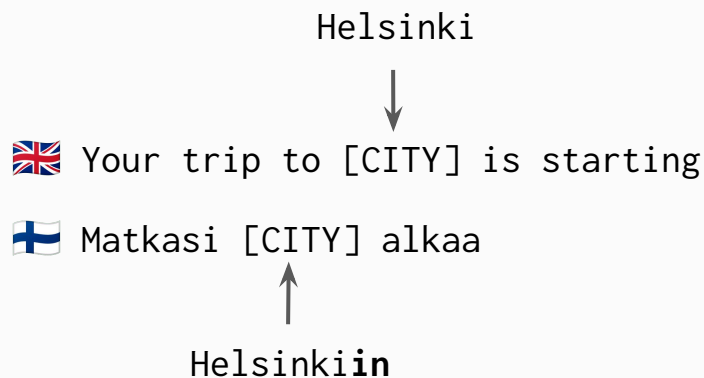 Helsinki
🇬🇧 Your trip to [CITY] is starting
🇫🇮 Matkasi [CITY] alkaa
Helsinkiin